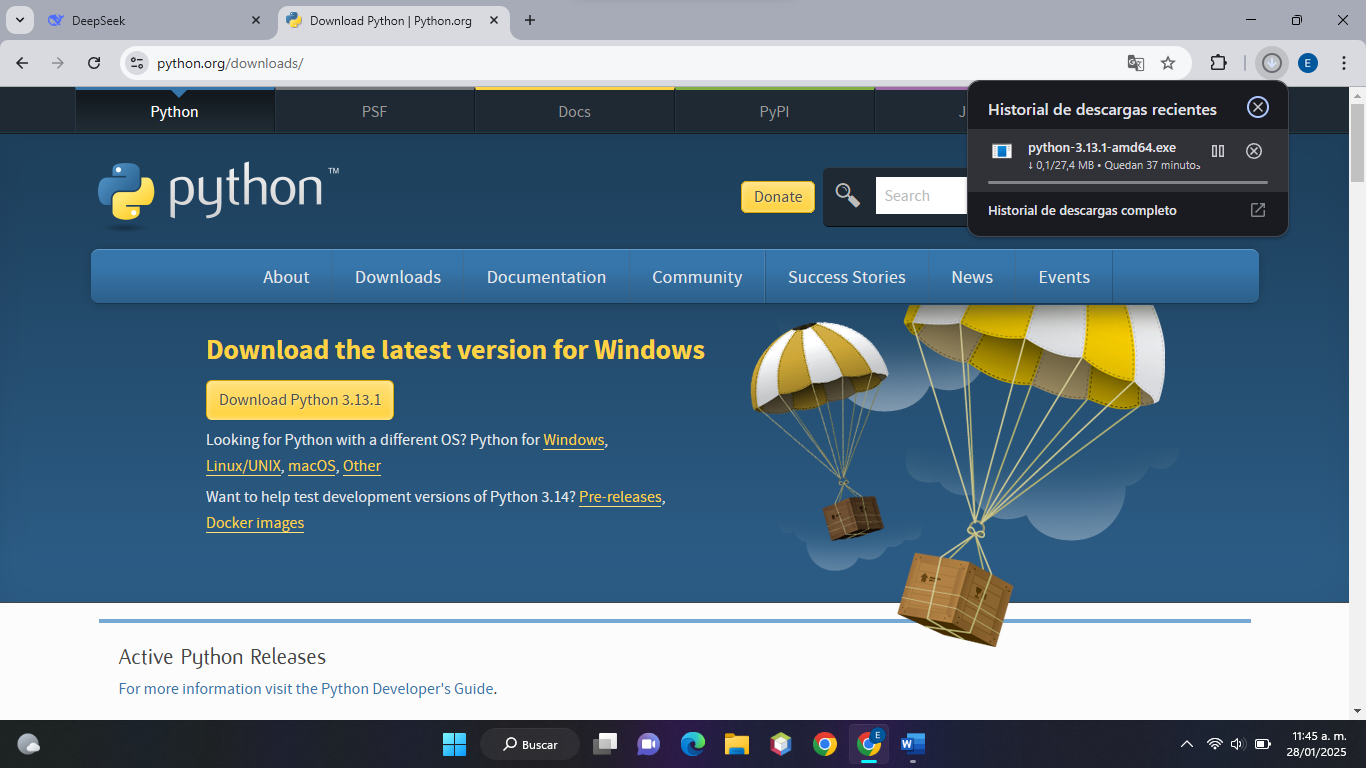 DeepSeek
Download Python | Python.org
python.org/downloads/
E
Python
PSF
Docs
PyPI
J
Historial de descargas recientes
python-3.13.1-amd64.exe
↓ 0,1/27,4 MB • Quedan 37 minutos
Historial de descargas completo
python™
Donate
Search
About
Downloads
Documentation
Community
Success Stories
News
Events
Download the latest version for Windows
Download Python 3.13.1
Looking for Python with a different OS? Python for Windows,
Linux/UNIX, macOS, Other
Want to help test development versions of Python 3.14? Pre-releases,
Docker images
Active Python Releases
For more information visit the Python Developer's Guide.
Buscar
E
W
11:45 a. m.
28/01/2025